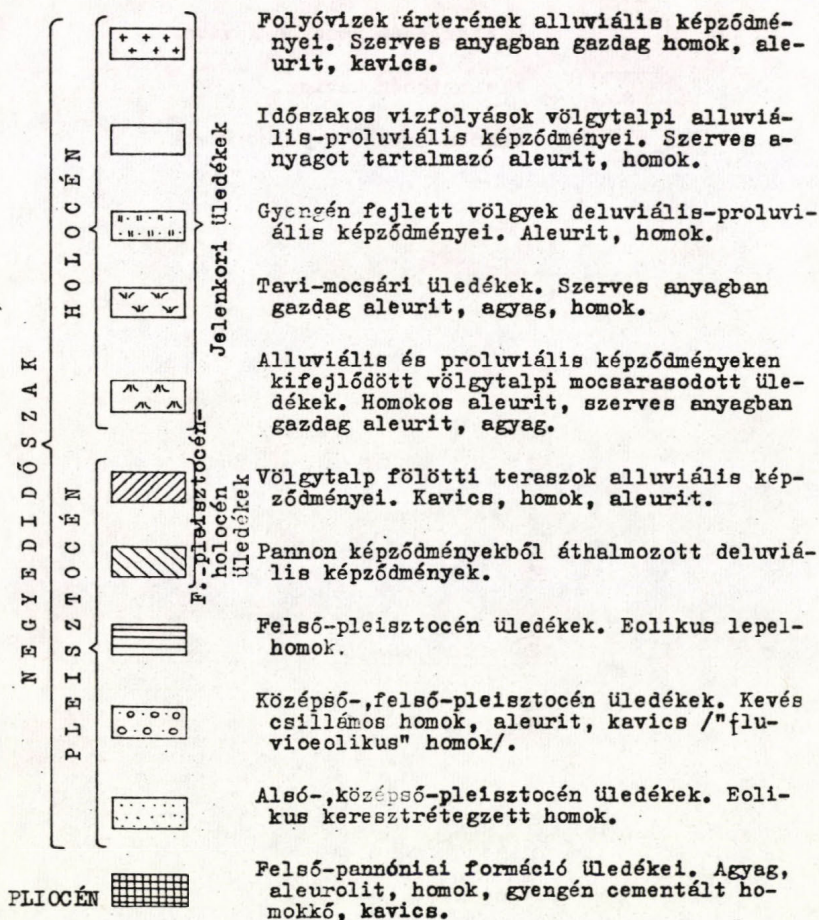 NEGYEDIDŐSZAK
HOLOCÉN
Jelenkori üledékek
Folyóvizek árterének alluviális képződmé-
nyei. Szerves anyagban gazdag homok, ale-
urit, kavics.
Időszakos vizfolyások völgytalpi alluviá-
lis-proluviális képződményei. Szerves a-
nyagot tartalmazó aleurit, homok.
Gyengén fejlett völgyek deluviális-proluvi-
ális képződményei. Aleurit, homok.
Tavi-mocsári üledékek. Szerves anyagban
gazdag aleurit, agyag, homok.
Alluviális és proluviális képződményeken
kifejlődött völgytalpi mocsarasodott üle-
dékek. Homokos aleurit, szerves anyagban
gazdag aleurit, agyag.
PLEISZTOCÉN
F.-pleisztocén-
holocén
üledékek
Völgytalp fölötti teraszok alluviális kép-
ződményei. Kavics, homok, aleurit.
Pannon képződményekből áthalmozott deluviá-
lis képződmények.
Felső-pleisztocén üledékek. Eolikus lepel-
homok.
Középső-,felső-pleisztocén üledékek. Kevés
csillámos homok, aleurit, kavics /"flu-
vioeolikus" homok/.
Alsó-,középső-pleisztocén üledékek. Eoli-
kus keresztrétegzett homok.
PLIOCÉN
Felső-pannóniai formáció üledékei. Agyag,
aleurolit, homok, gyengén cementált ho-
mokkő, kavics.